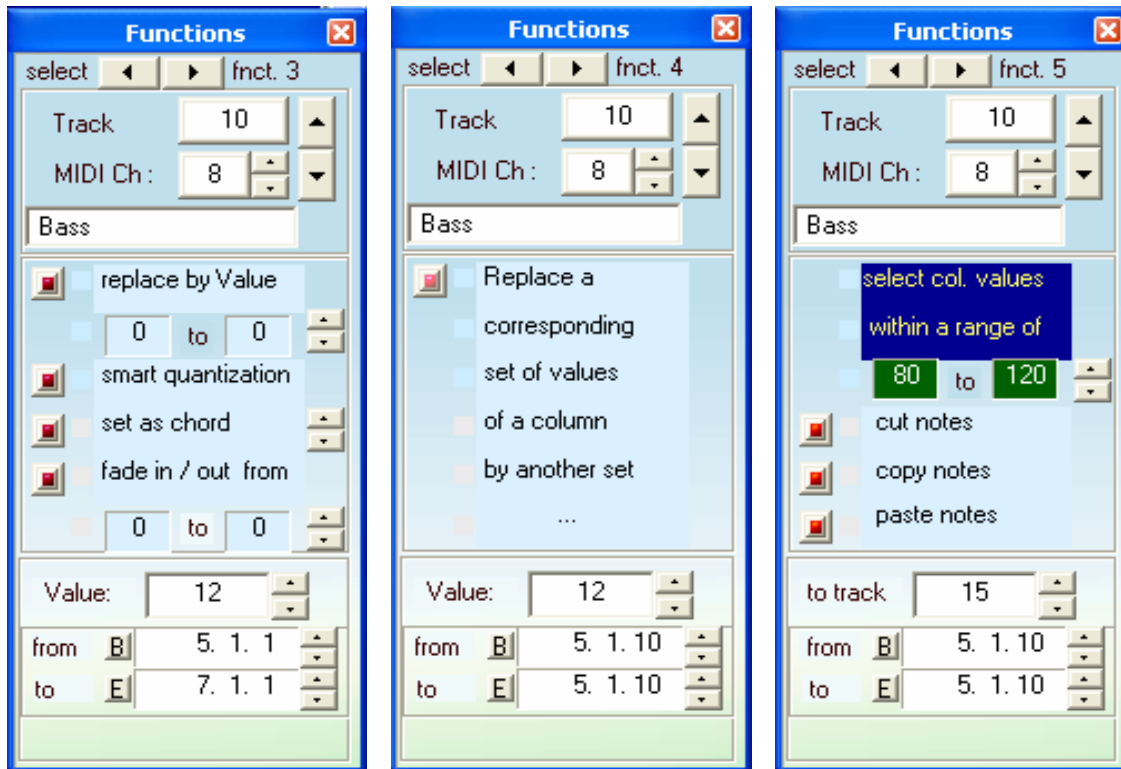 Functions
select fnct. 3
Track 10
MIDI Ch : 8
Bass
replace by Value
0 to 0
smart quantization
set as chord
fade in / out from
0 to 0
Value: 12
from B 5. 1. 1
to E 7. 1. 1
Functions
select fnct. 4
Track 10
MIDI Ch : 8
Bass
Replace a
corresponding
set of values
of a column
by another set
...
Value: 12
from B 5. 1. 10
to E 5. 1. 10
Functions
select fnct. 5
Track 10
MIDI Ch : 8
Bass
select col. values
within a range of
80 to 120
cut notes
copy notes
paste notes
to track 15
from B 5. 1. 10
to E 5. 1. 10